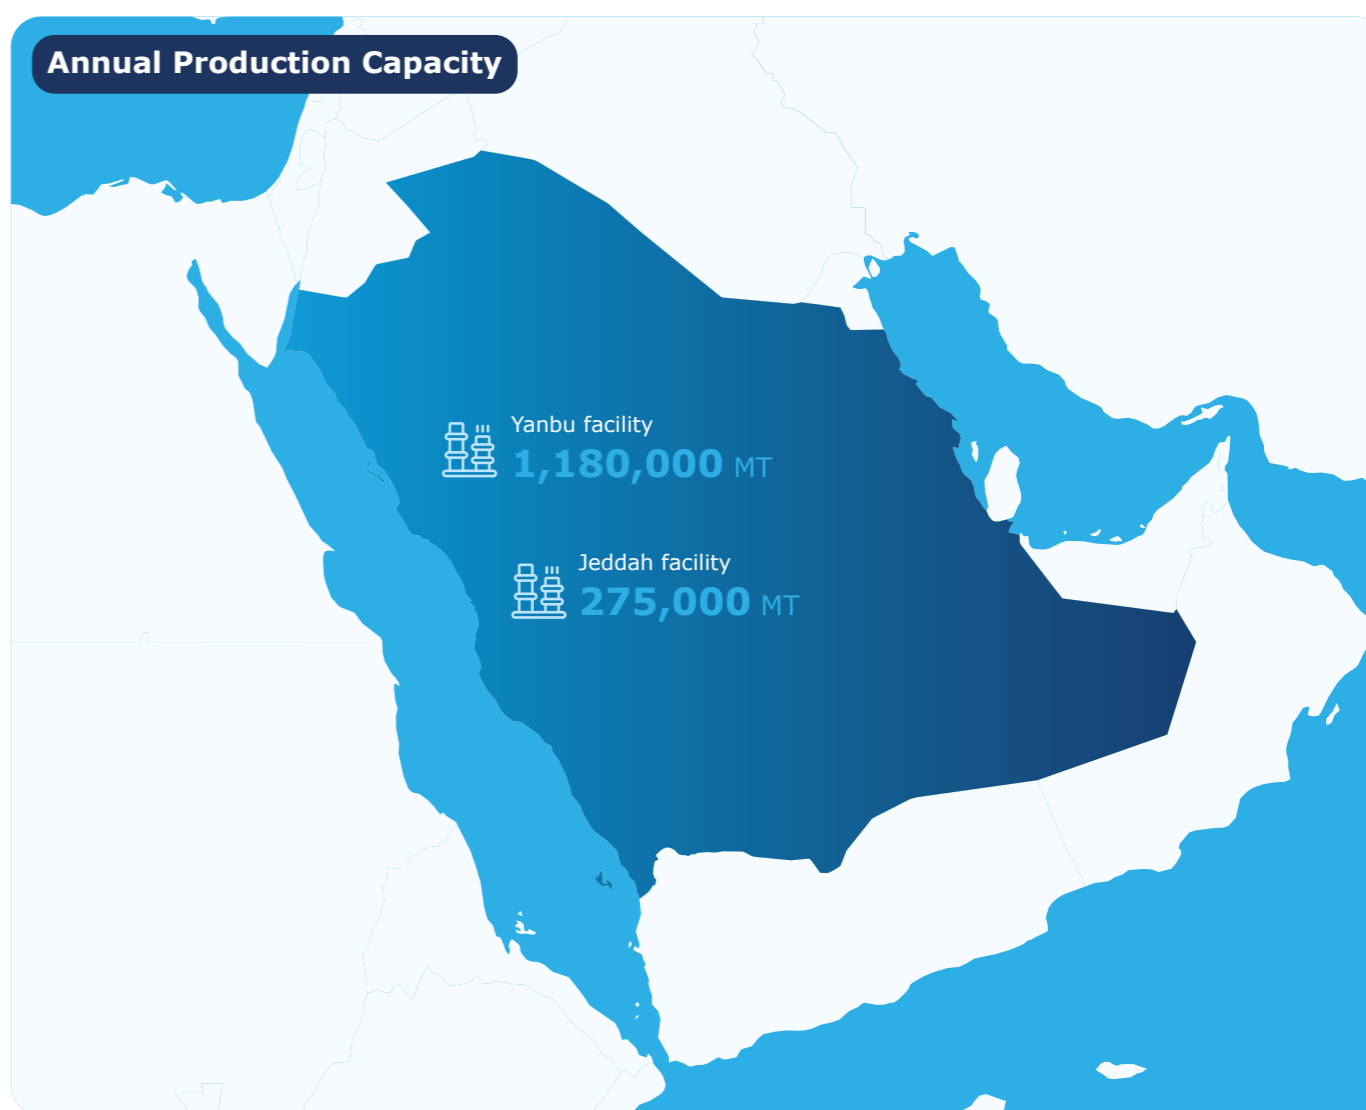 Annual Production Capacity
Yanbu facility
1,180,000 MT
Jeddah facility
275,000 MT